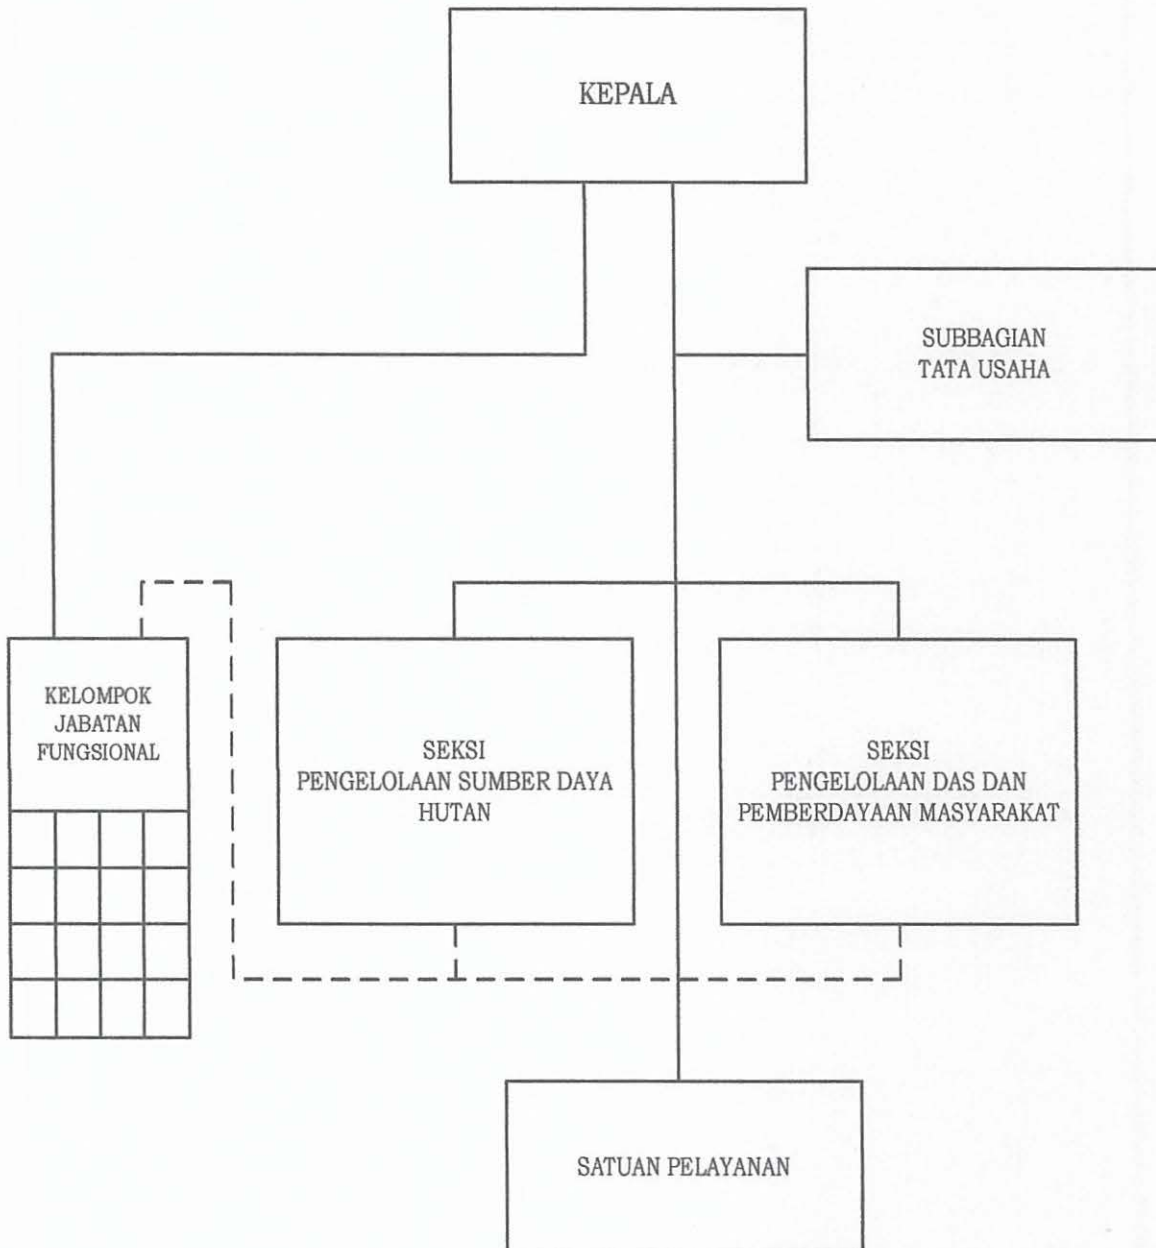 KEPALA
SUBBAGIAN
TATA USAHA
KELOMPOK
JABATAN
FUNGSIONAL
SEKSI
PENGELOLAAN SUMBER DAYA
HUTAN
SEKSI
PENGELOLAAN DAS DAN
PEMBERDAYAAN MASYARAKAT
SATUAN PELAYANAN